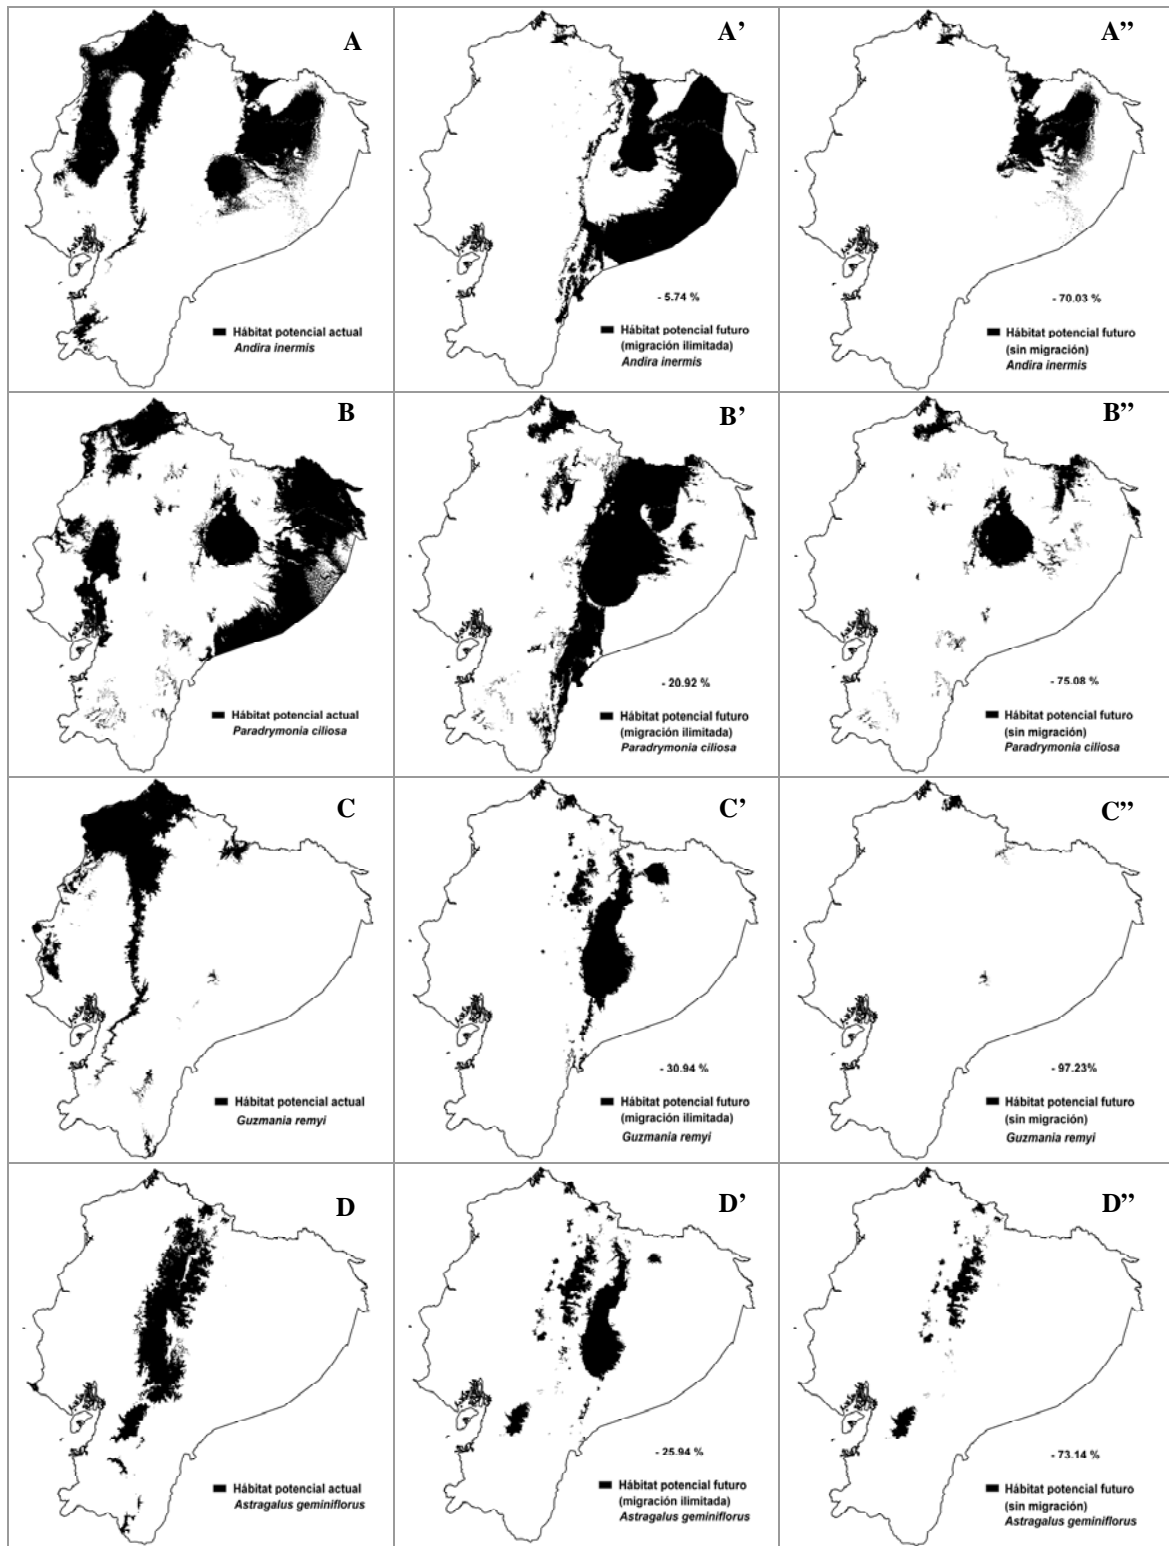 A
Hábitat potencial actual
Andira inermis
A’
- 5.74 %
Hábitat potencial futuro
(migración ilimitada)
Andira inermis
A’’
- 70.03 %
Hábitat potencial futuro
(sin migración)
Andira inermis
B
Hábitat potencial actual
Paradrymonia ciliosa
B’
- 20.92 %
Hábitat potencial futuro
(migración ilimitada)
Paradrymonia ciliosa
B’’
- 75.08 %
Hábitat potencial futuro
(sin migración)
Paradrymonia ciliosa
C
Hábitat potencial actual
Guzmania remyi
C’
- 30.94 %
Hábitat potencial futuro
(migración ilimitada)
Guzmania remyi
C’’
- 97.23%
Hábitat potencial futuro
(sin migración)
Guzmania remyi
D
Hábitat potencial actual
Astragalus geminiflorus
D’
- 25.94 %
Hábitat potencial futuro
(migración ilimitada)
Astragalus geminiflorus
D’’
- 73.14 %
Hábitat potencial futuro
(sin migración)
Astragalus geminiflorus